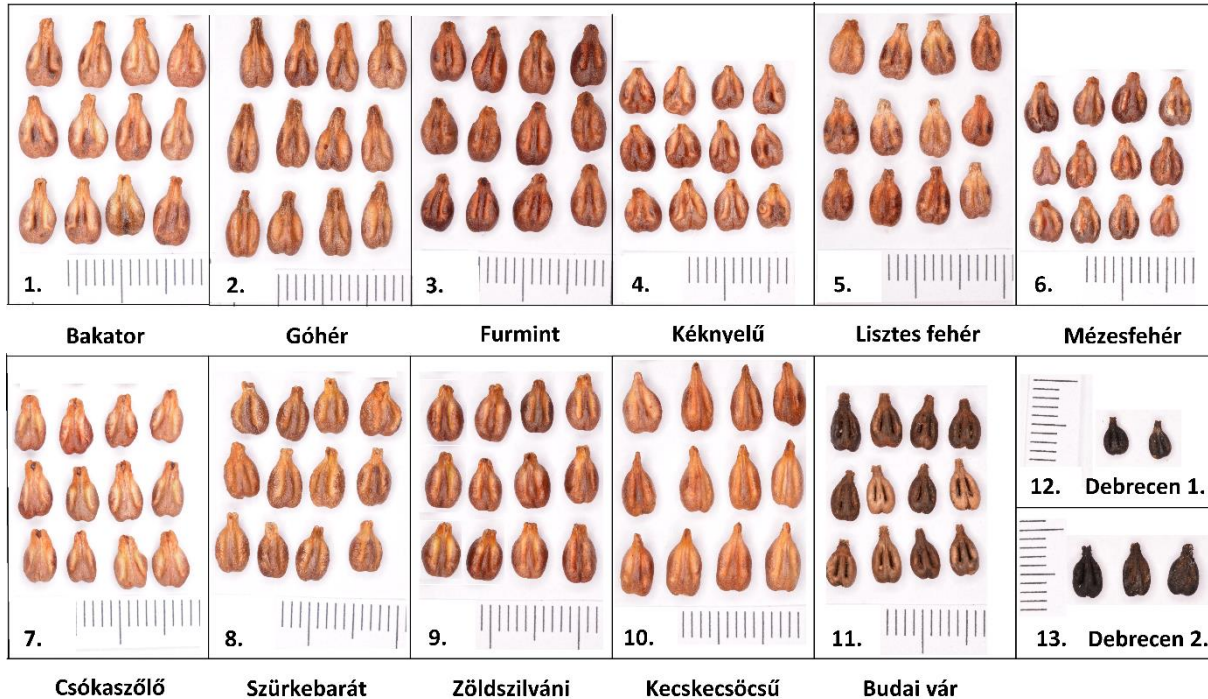 1. 2. 3. 4. 5. 6.
Bakator Góhér Furmint Kéknyelű Lisztes fehér Mézesfehér
12. Debrecen 1.
7. 8. 9. 10. 11. 13. Debrecen 2.
Csókaszőlő Szürkebarát Zöldszilváni Kecskecsöcsű Budai vár